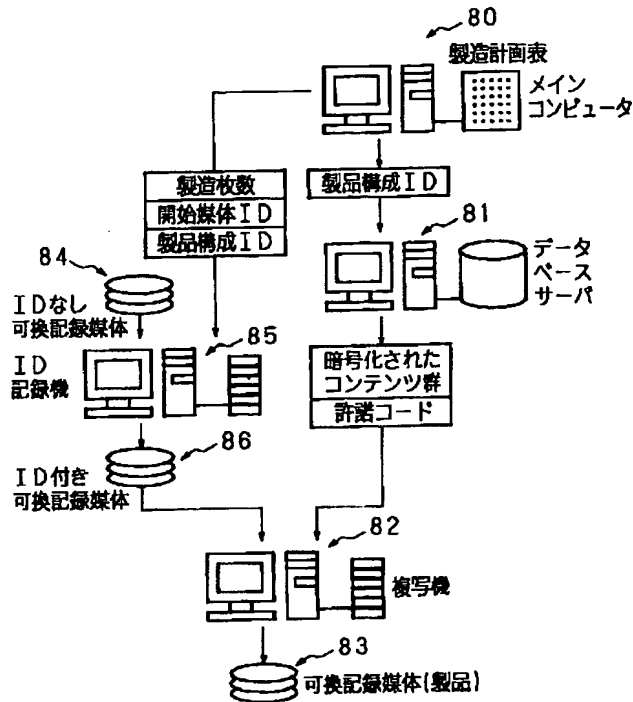 80
製造計画表
メイン
コンピュータ
製造枚数
開始媒体ID
製品構成ID
製品構成ID
81
データ
ベース
サーバ
84
IDなし
可換記録媒体
85
ID
記録機
暗号化された
コンテンツ群
許諾コード
86
ID付き
可換記録媒体
82
複写機
83
可換記録媒体(製品)